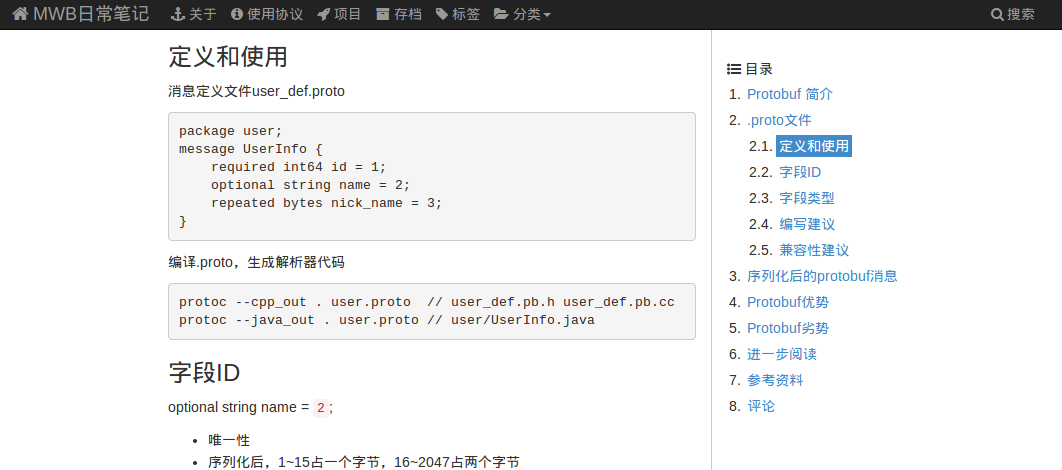 MWB日常笔记 关于 使用协议 项目 存档 标签 分类 搜索
定义和使用
消息定义文件user_def.proto
package user;
message UserInfo {
    required int64 id = 1;
    optional string name = 2;
    repeated bytes nick_name = 3;
}
编译.proto，生成解析器代码
protoc --cpp_out . user.proto  // user_def.pb.h user_def.pb.cc
protoc --java_out . user.proto // user/UserInfo.java
字段ID
optional string name = 2;
• 唯一性
• 序列化后，1~15占一个字节，16~2047占两个字节
目录
1. Protobuf 简介
2. .proto文件
2.1. 定义和使用
2.2. 字段ID
2.3. 字段类型
2.4. 编写建议
2.5. 兼容性建议
3. 序列化后的protobuf消息
4. Protobuf优势
5. Protobuf劣势
6. 进一步阅读
7. 参考资料
8. 评论